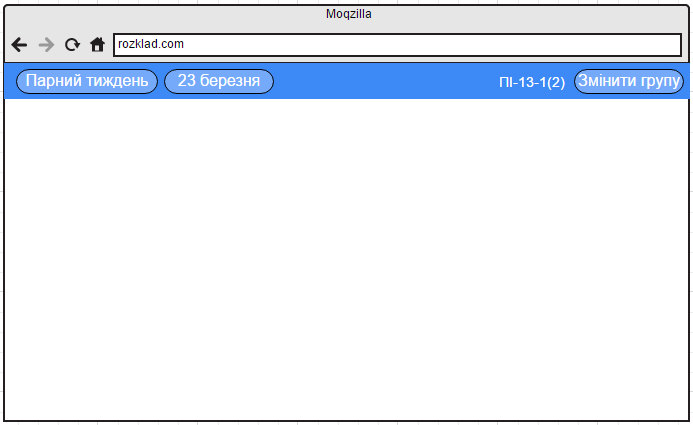 Moqzilla
rozklad.com
Парний тиждень 23 березня ПІ-13-1(2) Змінити групу